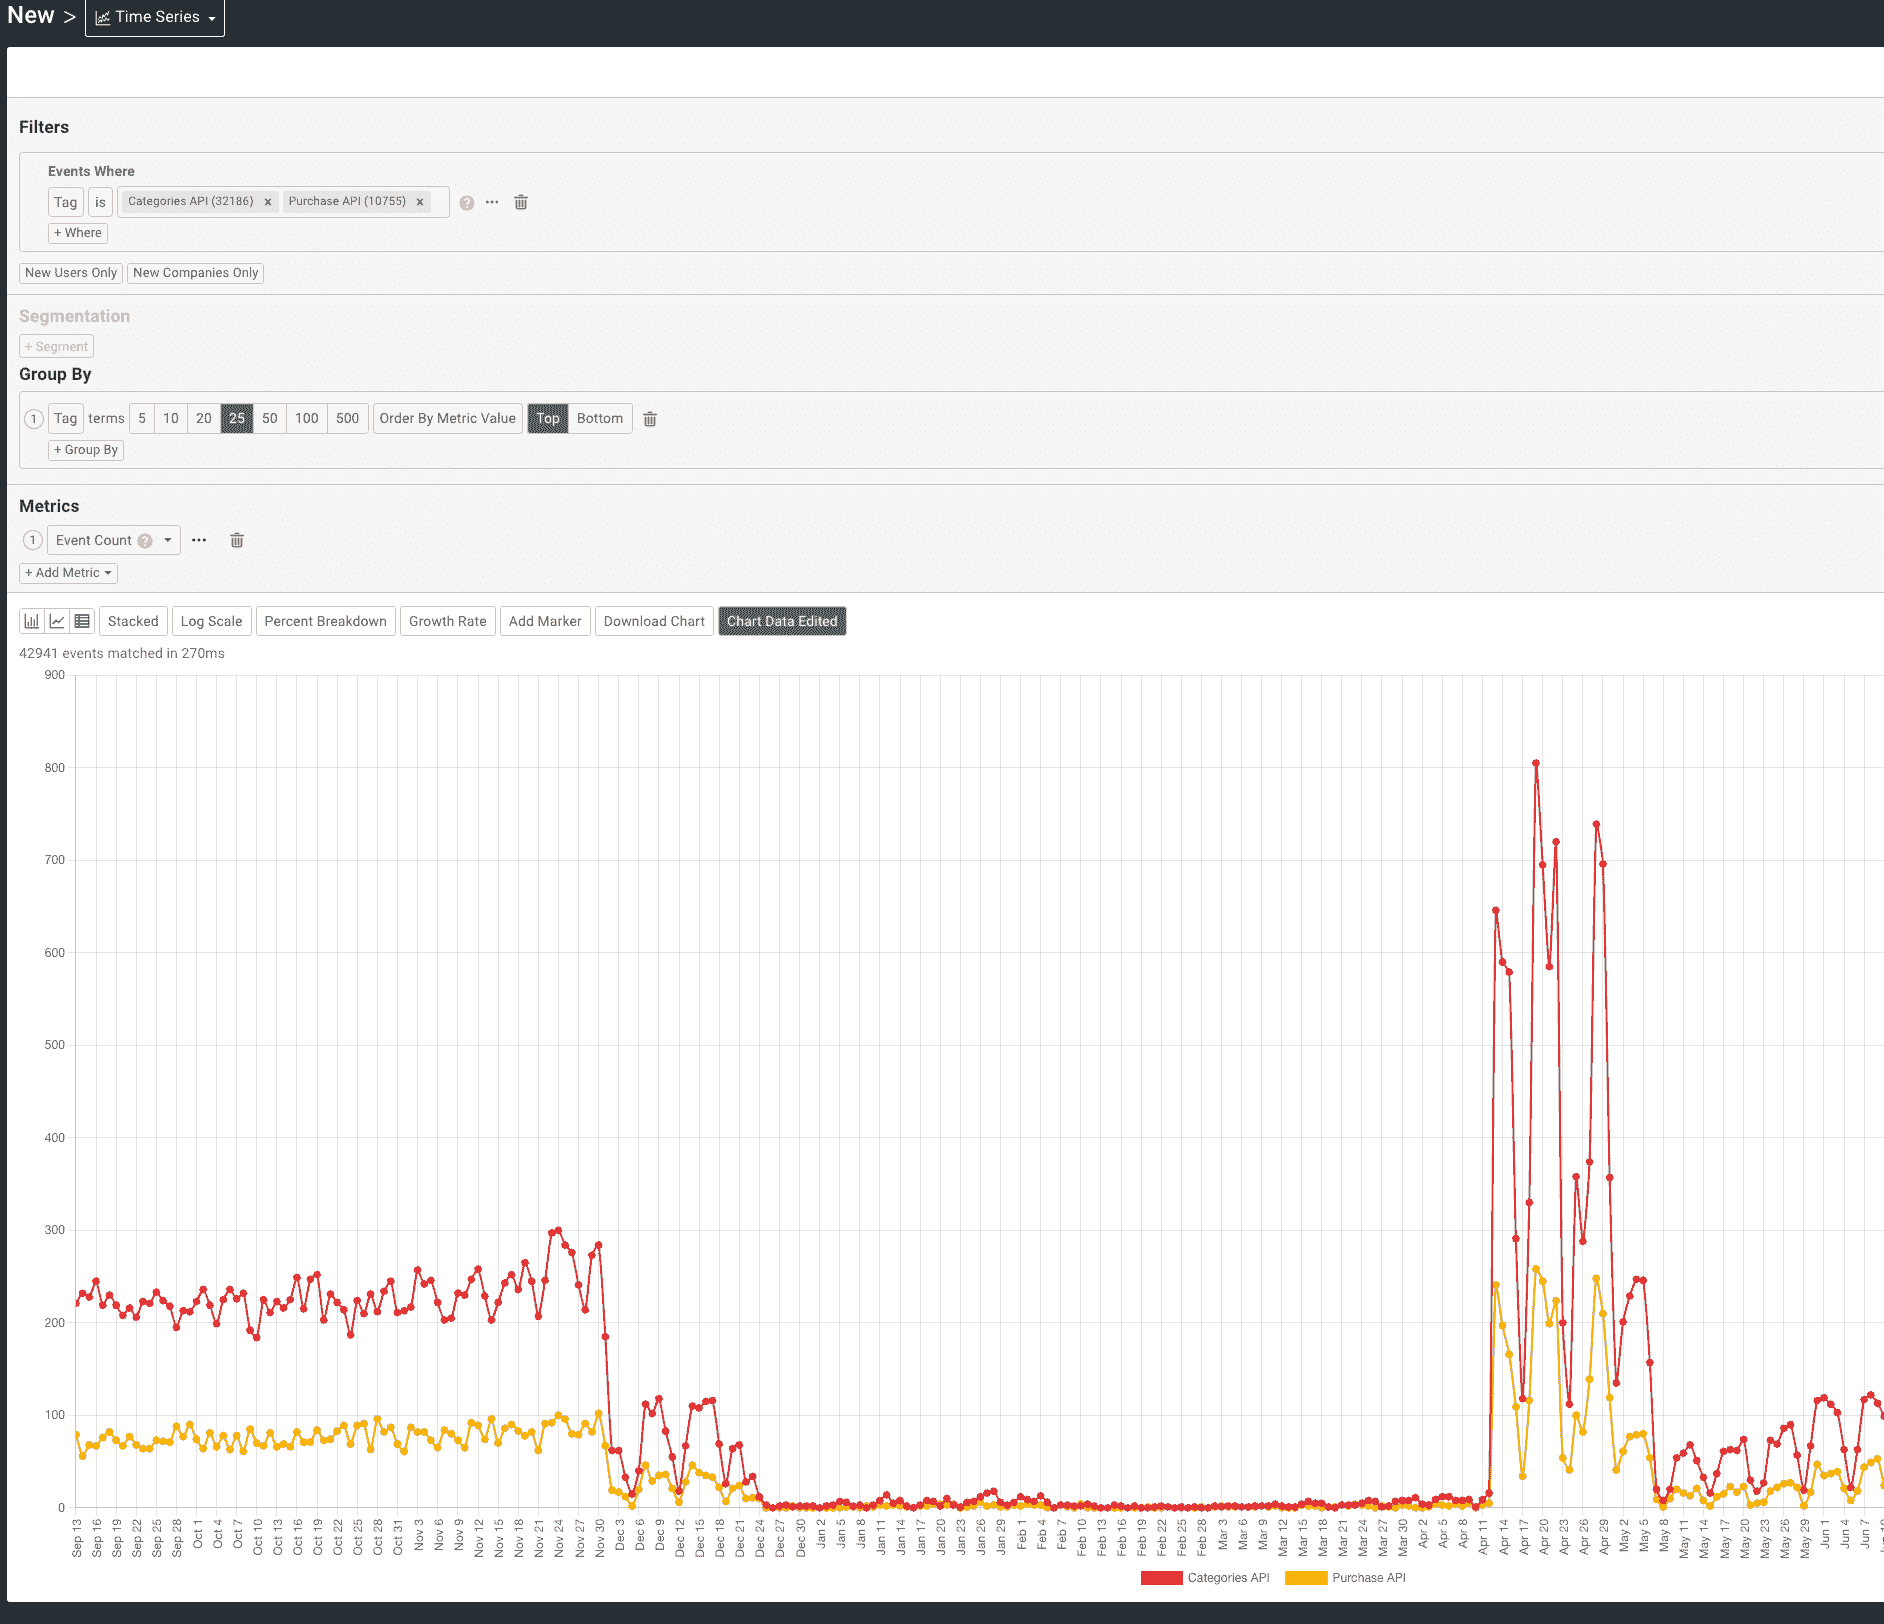 New > Time Series
Filters
Events Where
Tag is Categories API (32186) × Purchase API (10755) × ? ···
+ Where
New Users Only New Companies Only
Segmentation
+ Segment
Group By
1 Tag terms 5 10 20 25 50 100 500 Order By Metric Value Top Bottom
+ Group By
Metrics
1 Event Count ? ···
+ Add Metric
Stacked Log Scale Percent Breakdown Growth Rate Add Marker Download Chart Chart Data Edited
42941 events matched in 270ms
900
800
700
600
500
400
300
200
100
0
Sep 13 Sep 16 Sep 19 Sep 22 Sep 25 Sep 28 Oct 1 Oct 4 Oct 7 Oct 10 Oct 13 Oct 16 Oct 19 Oct 22 Oct 25 Oct 28 Oct 31 Nov 3 Nov 6 Nov 9 Nov 12 Nov 15 Nov 18 Nov 21 Nov 24 Nov 27 Nov 30 Dec 3 Dec 6 Dec 9 Dec 12 Dec 15 Dec 18 Dec 21 Dec 24 Dec 27 Dec 30 Jan 2 Jan 5 Jan 8 Jan 11 Jan 14 Jan 17 Jan 20 Jan 23 Jan 26 Jan 29 Feb 1 Feb 4 Feb 7 Feb 10 Feb 13 Feb 16 Feb 19 Feb 22 Feb 25 Feb 28 Mar 3 Mar 6 Mar 9 Mar 12 Mar 15 Mar 18 Mar 21 Mar 24 Mar 27 Mar 30 Apr 2 Apr 5 Apr 8 Apr 11 Apr 14 Apr 17 Apr 20 Apr 23 Apr 26 Apr 29 May 2 May 5 May 8 May 11 May 14 May 17 May 20 May 23 May 26 May 29 Jun 1 Jun 4 Jun 7
Categories API Purchase API